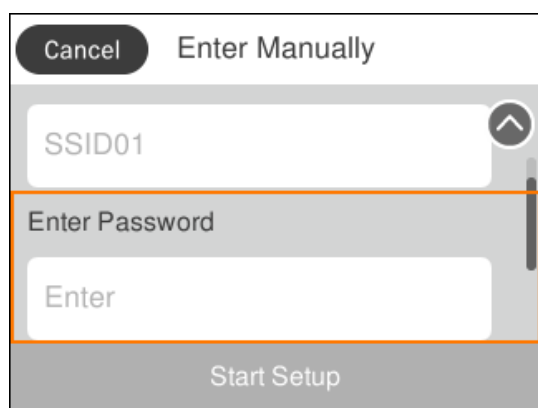 Cancel Enter Manually
SSID01
Enter Password
Enter
Start Setup